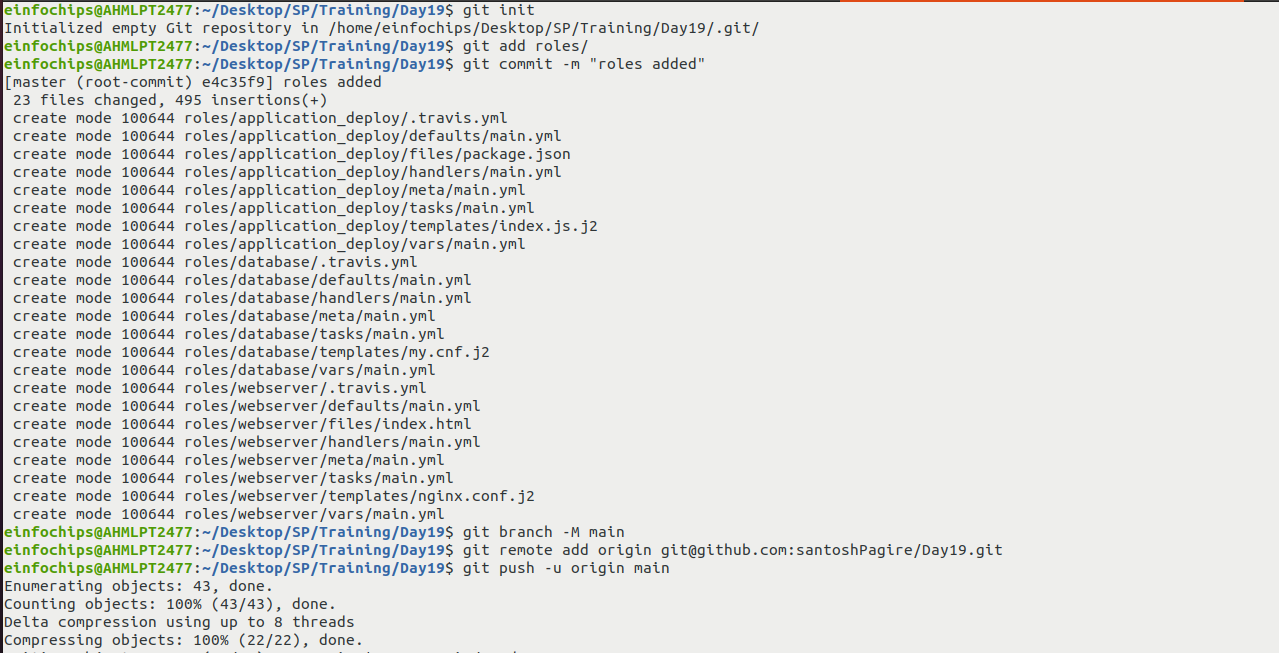 einfochips@AHMLPT2477:~/Desktop/SP/Training/Day19$ git init
Initialized empty Git repository in /home/einfochips/Desktop/SP/Training/Day19/.git/
einfochips@AHMLPT2477:~/Desktop/SP/Training/Day19$ git add roles/
einfochips@AHMLPT2477:~/Desktop/SP/Training/Day19$ git commit -m "roles added"
[master (root-commit) e4c35f9] roles added
 23 files changed, 495 insertions(+)
 create mode 100644 roles/application_deploy/.travis.yml
 create mode 100644 roles/application_deploy/defaults/main.yml
 create mode 100644 roles/application_deploy/files/package.json
 create mode 100644 roles/application_deploy/handlers/main.yml
 create mode 100644 roles/application_deploy/meta/main.yml
 create mode 100644 roles/application_deploy/tasks/main.yml
 create mode 100644 roles/application_deploy/templates/index.js.j2
 create mode 100644 roles/application_deploy/vars/main.yml
 create mode 100644 roles/database/.travis.yml
 create mode 100644 roles/database/defaults/main.yml
 create mode 100644 roles/database/handlers/main.yml
 create mode 100644 roles/database/meta/main.yml
 create mode 100644 roles/database/tasks/main.yml
 create mode 100644 roles/database/templates/my.cnf.j2
 create mode 100644 roles/database/vars/main.yml
 create mode 100644 roles/webserver/.travis.yml
 create mode 100644 roles/webserver/defaults/main.yml
 create mode 100644 roles/webserver/files/index.html
 create mode 100644 roles/webserver/handlers/main.yml
 create mode 100644 roles/webserver/meta/main.yml
 create mode 100644 roles/webserver/tasks/main.yml
 create mode 100644 roles/webserver/templates/nginx.conf.j2
 create mode 100644 roles/webserver/vars/main.yml
einfochips@AHMLPT2477:~/Desktop/SP/Training/Day19$ git branch -M main
einfochips@AHMLPT2477:~/Desktop/SP/Training/Day19$ git remote add origin git@github.com:santoshPagire/Day19.git
einfochips@AHMLPT2477:~/Desktop/SP/Training/Day19$ git push -u origin main
Enumerating objects: 43, done.
Counting objects: 100% (43/43), done.
Delta compression using up to 8 threads
Compressing objects: 100% (22/22), done.